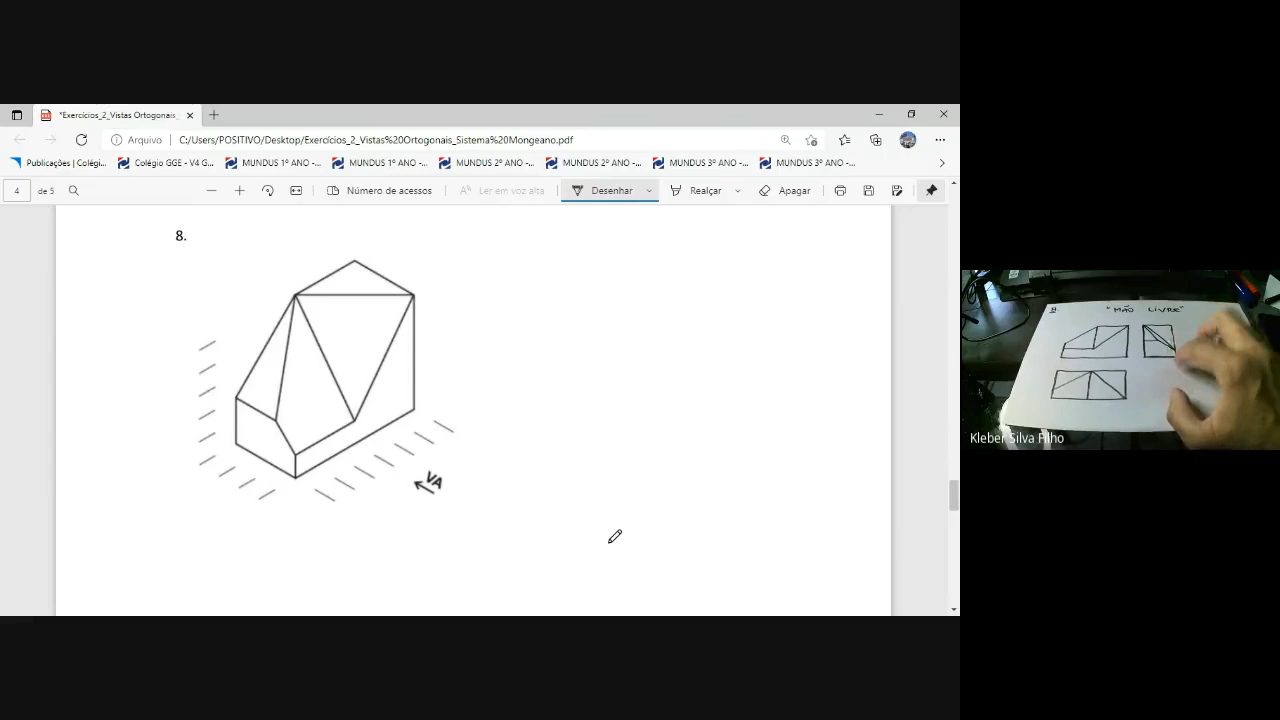 *Exercícios_2_Vistas Ortogonais_
Arquivo
C:/Users/POSITIVO/Desktop/Exercícios_2_Vistas%20Ortogonais_Sistema%20Mongeano.pdf
Publicações | Colégi...
Colégio GGE - V4 G...
MUNDUS 1º ANO -...
MUNDUS 1º ANO -...
MUNDUS 2º ANO -...
MUNDUS 2º ANO -...
MUNDUS 3º ANO -...
MUNDUS 3º ANO -...
4
de 5
Número de acessos
Ler em voz alta
Desenhar
Realçar
Apagar
8.
VA
"MÃO LIVRE"
Kleber Silva Filho